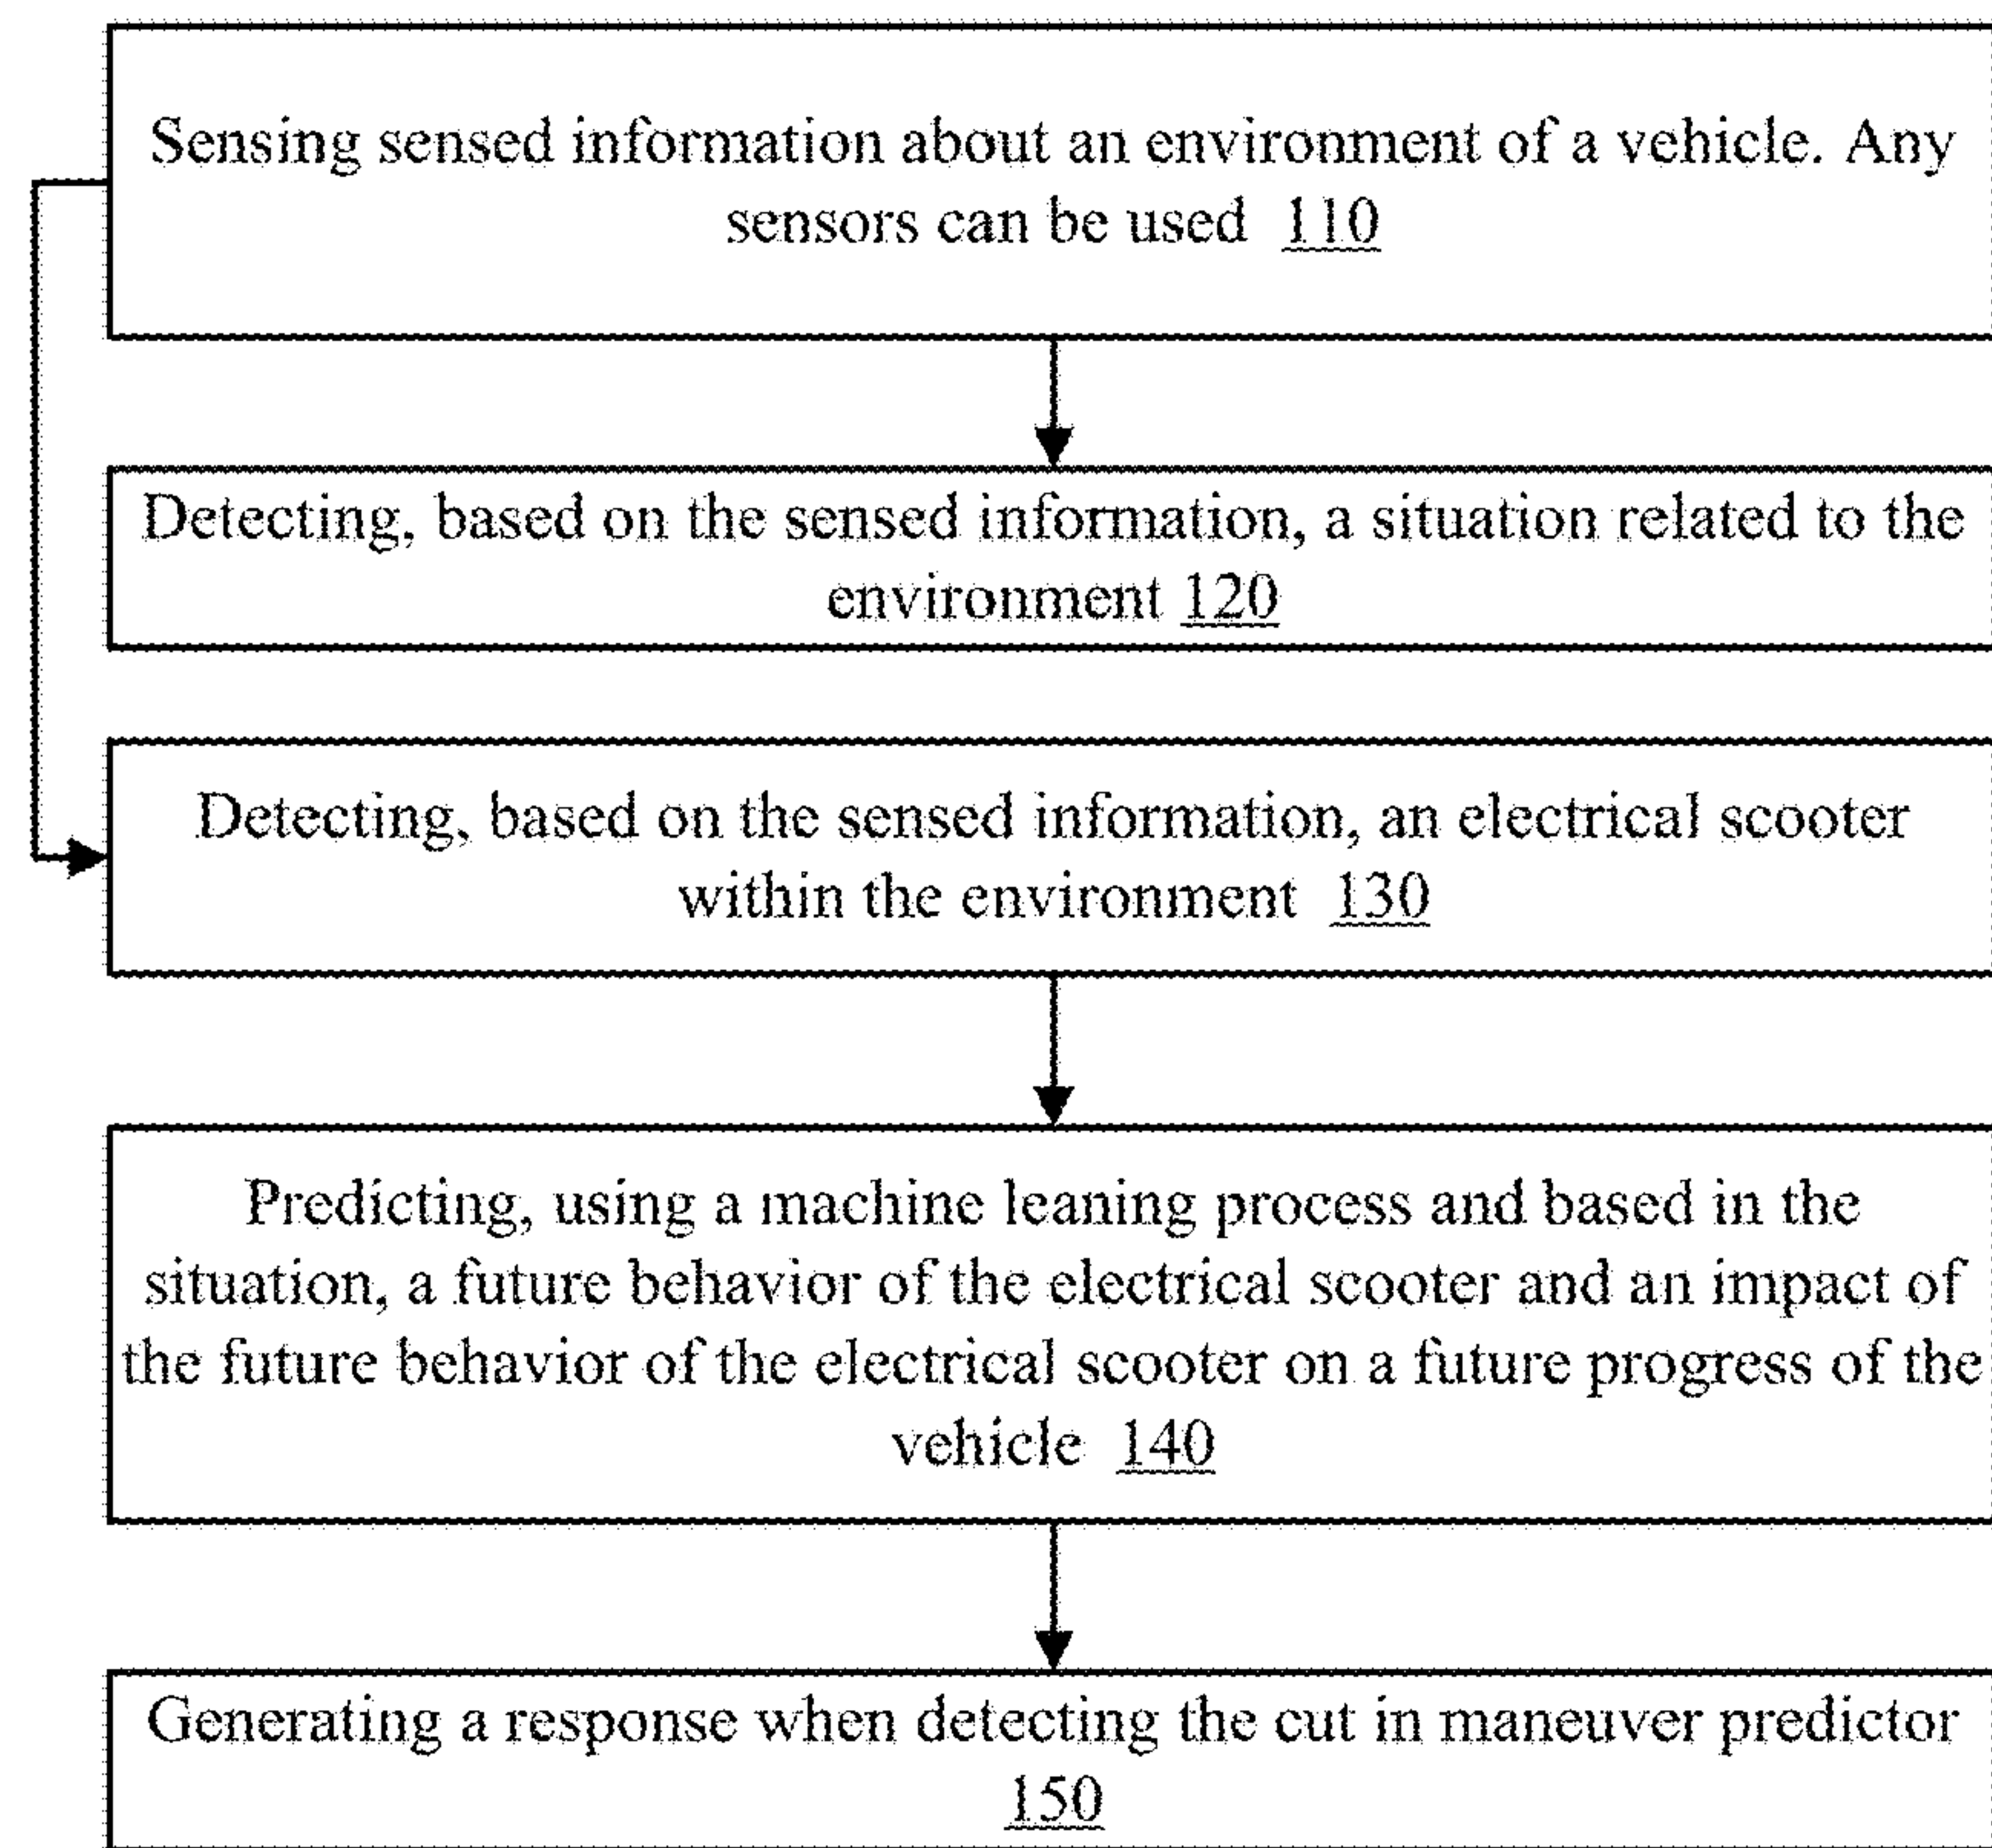 Sensing sensed information about an environment of a vehicle. Any
sensors can be used 110
Detecting, based on the sensed information, a situation related to the
environment 120
Detecting, based on the sensed information, an electrical scooter
within the environment 130
Predicting, using a machine leaning process and based in the
situation, a future behavior of the electrical scooter and an impact of
the future behavior of the electrical scooter on a future progress of the
vehicle 140
Generating a response when detecting the cut in maneuver predictor
150